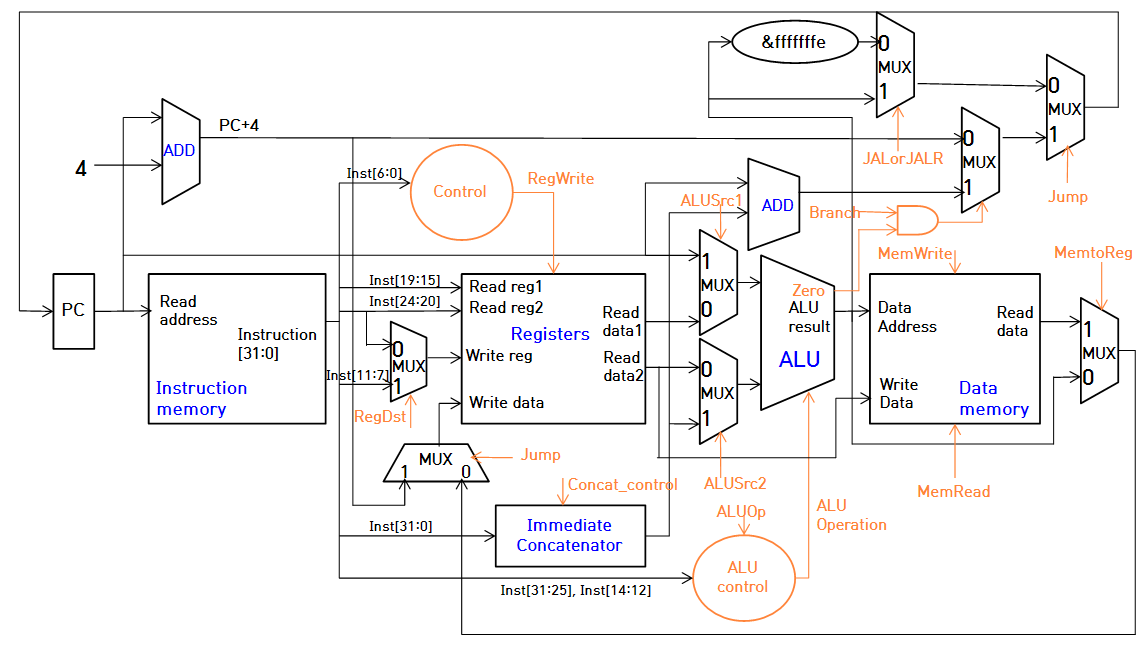 &fffffffe
0
MUX
1
0
MUX
1
JALorJALR
Jump
PC+4
ADD
4
0
MUX
1
Inst[6:0]
Control
RegWrite
ALUSrc1
ADD
Branch
MemWrite
MemtoReg
PC
Read
address
Instruction
[31:0]
Instruction
memory
Inst[19:15]
Inst[24:20]
Read reg1
Read reg2
Registers
Read
data1
Read
data2
Write reg
Write data
0
MUX
1
Inst[11:7]
RegDst
1
MUX
0
0
MUX
1
Zero
ALU
result
ALU
Data
Address
Read
data
Write
Data
Data
memory
1
MUX
0
MUX
1
0
Jump
Concat_control
ALUSrc2
ALUOp
ALU
Operation
MemRead
Inst[31:0]
Immediate
Concatenator
ALU
control
Inst[31:25], Inst[14:12]